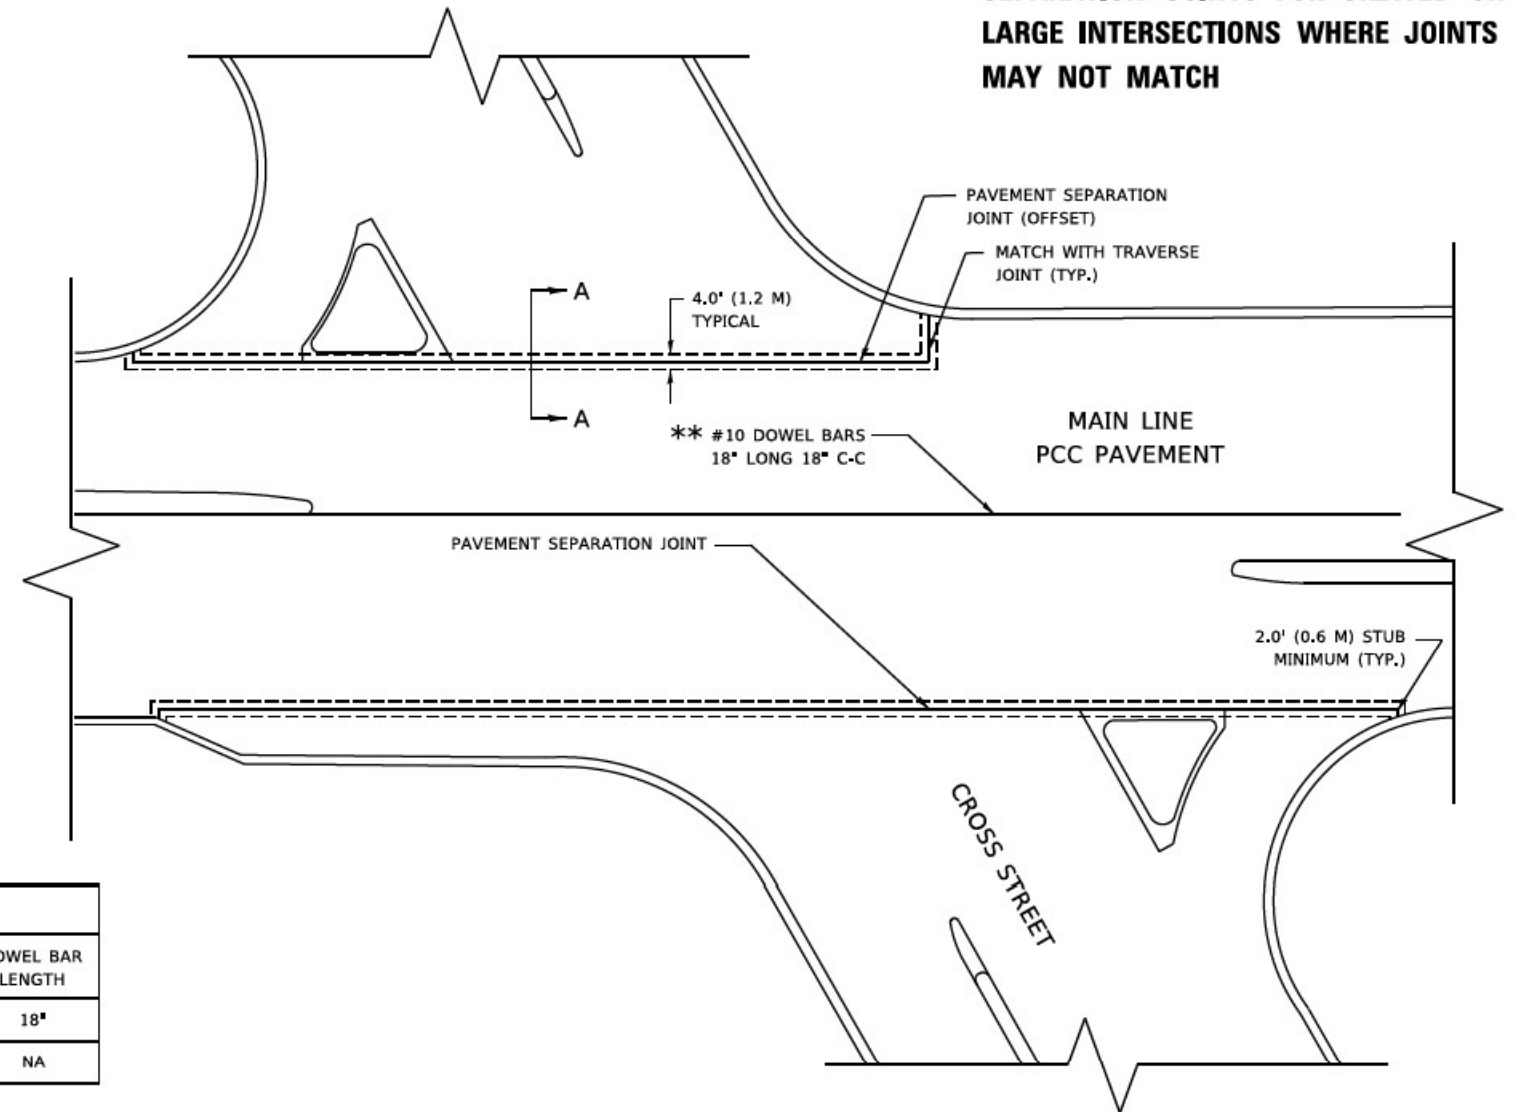 LARGE INTERSECTIONS WHERE JOINTS
MAY NOT MATCH
PAVEMENT SEPARATION
JOINT (OFFSET)
MATCH WITH TRAVERSE
JOINT (TYP.)
A
4.0' (1.2 M)
TYPICAL
A
** #10 DOWEL BARS
18" LONG 18" C-C
MAIN LINE
PCC PAVEMENT
PAVEMENT SEPARATION JOINT
2.0' (0.6 M) STUB
MINIMUM (TYP.)
CROSS STREET
BAR
LENGTH
18"
NA